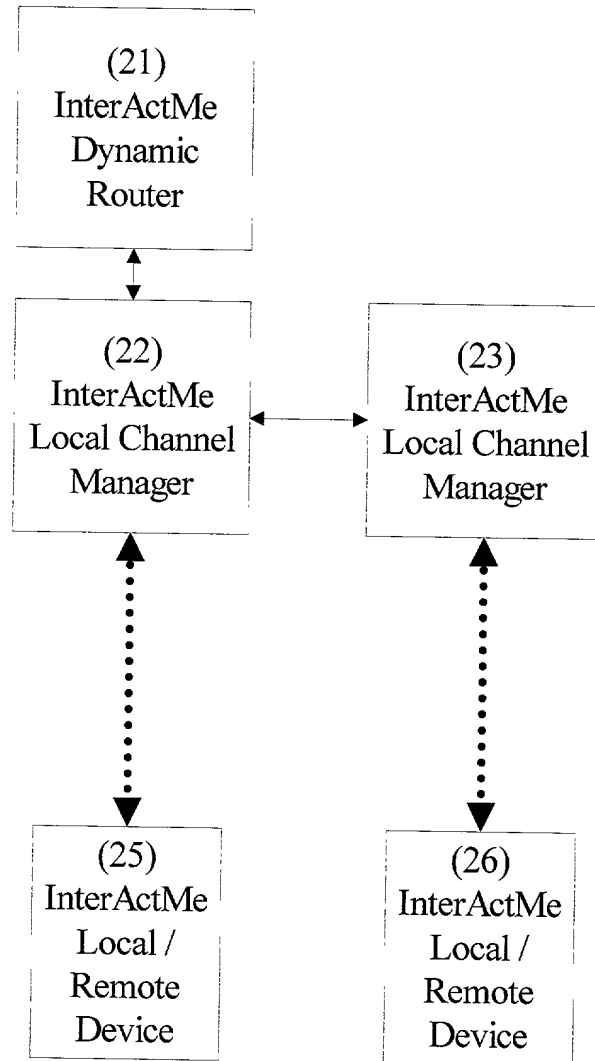 (21)
InterActMe
Dynamic
Router
(22)
InterActMe
Local Channel
Manager
(23)
InterActMe
Local Channel
Manager
(25)
InterActMe
Local /
Remote
Device
(26)
InterActMe
Local /
Remote
Device